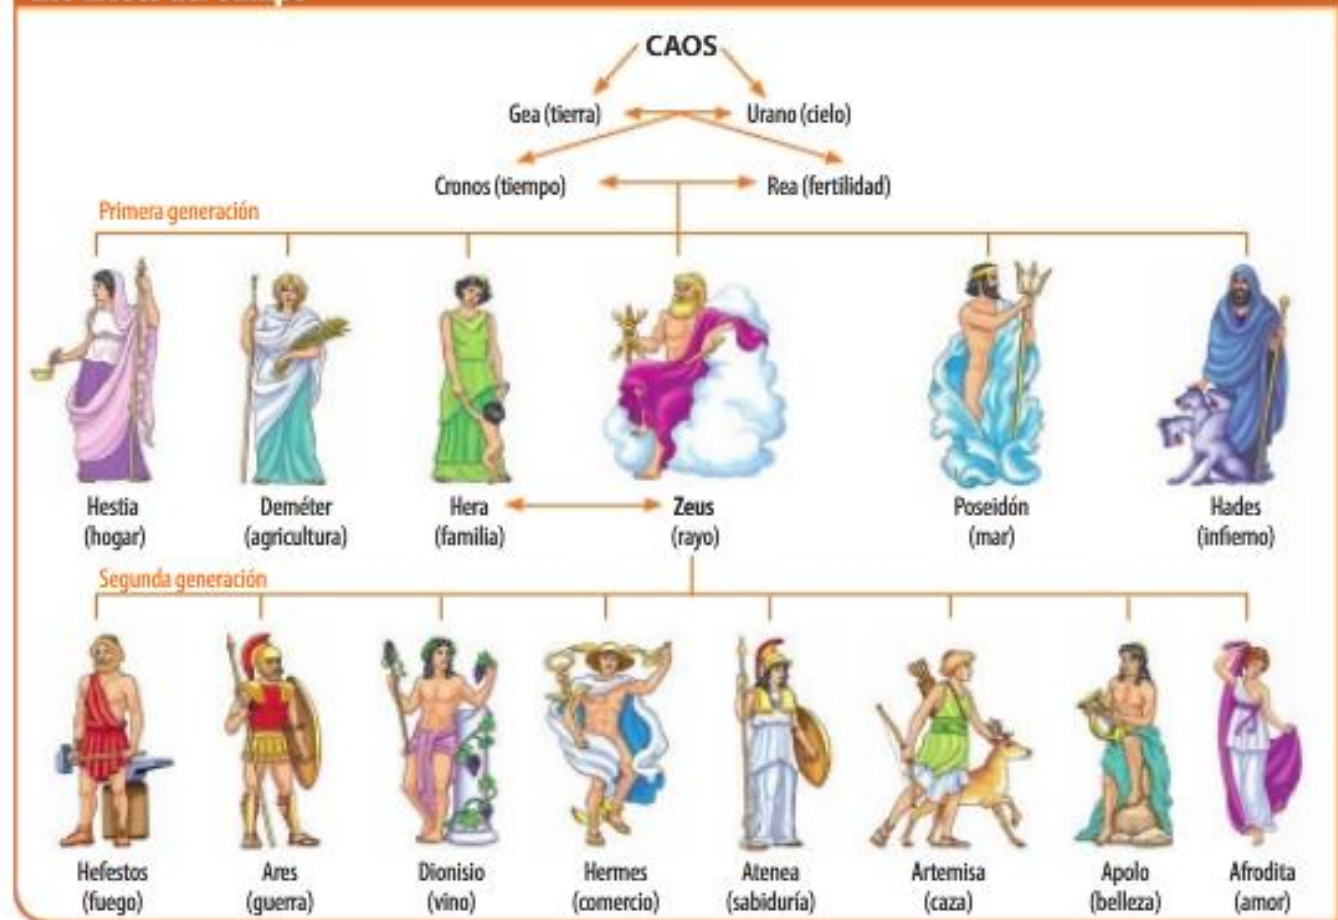 CAOS
Gea (tierra)
Urano (cielo)
Cronos (tiempo)
Rea (fertilidad)
Primera generación
Hestia
(hogar)
Deméter
(agricultura)
Hera
(familia)
Zeus
(rayo)
Poseidón
(mar)
Hades
(infierno)
Segunda generación
Hefestos
(fuego)
Ares
(guerra)
Dionisio
(vino)
Hermes
(comercio)
Atenea
(sabiduría)
Artemisa
(caza)
Apolo
(belleza)
Afrodita
(amor)